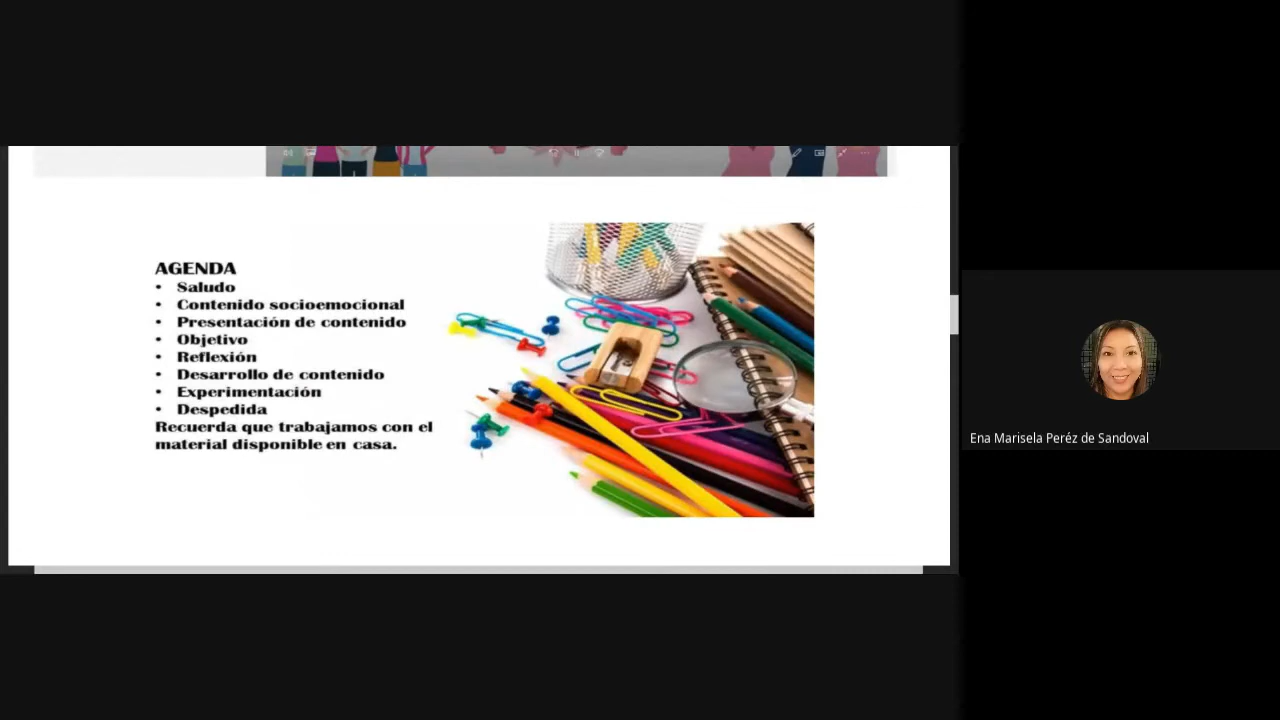 AGENDA
• Saludo
• Contenido socioemocional
• Presentación de contenido
• Objetivo
• Reflexión
• Desarrollo de contenido
• Experimentación
• Despedida
Recuerda que trabajamos con el
material disponible en casa.
Ena Marisela Peréz de Sandoval